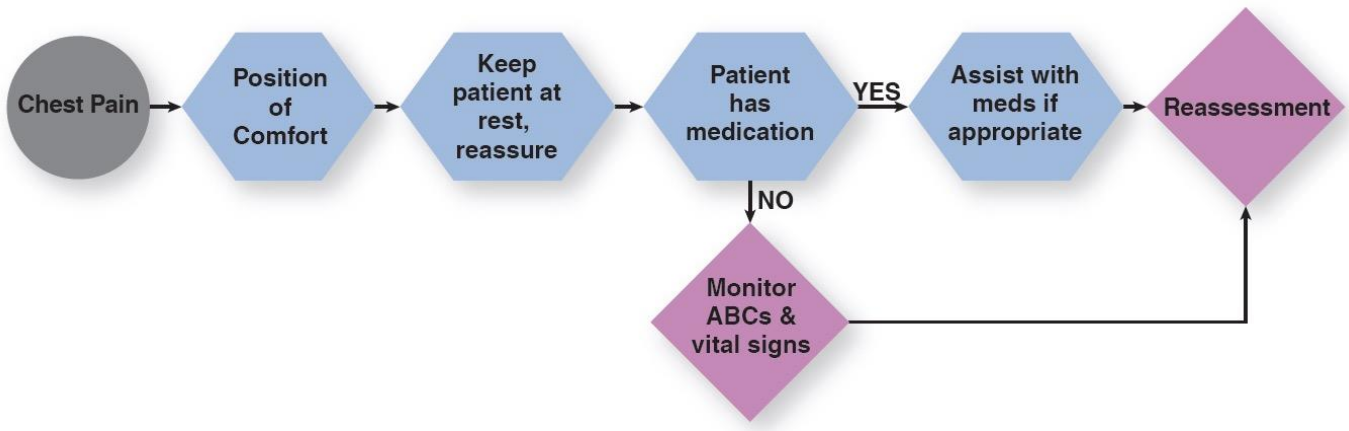 Chest Pain
Position
of
Comfort
Keep
patient at
rest,
reassure
Patient
has
medication
YES
Assist with
meds if
appropriate
Reassessment
NO
Monitor
ABCs &
vital signs